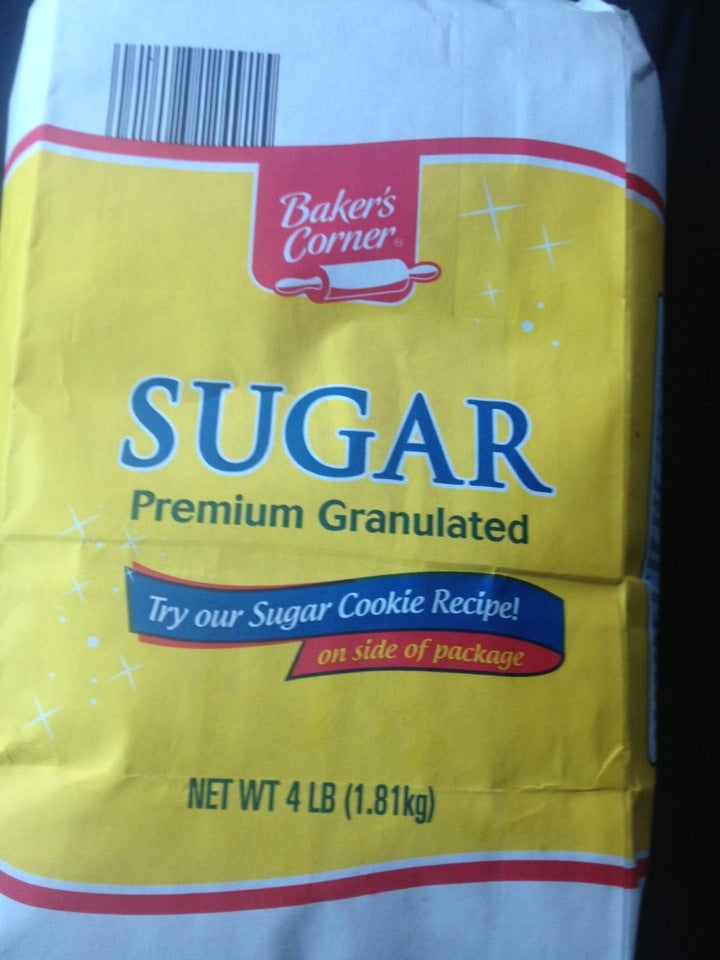 Baker's
Corner®
SUGAR
Premium Granulated
Try our Sugar Cookie Recipe!
on side of package
NET WT 4 LB (1.81kg)